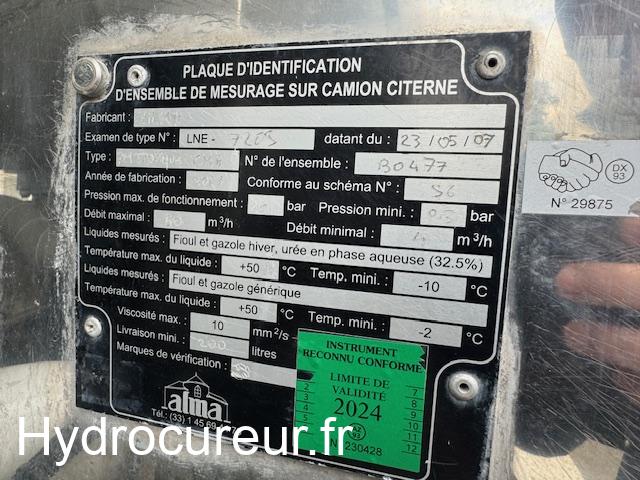 PLAQUE D'IDENTIFICATION
D'ENSEMBLE DE MESURAGE SUR CAMION CITERNE
Fabricant :
Examen de type N° : LNE - 7203 datant du : 23/05/07
Type : N° de l'ensemble : B0477
Année de fabrication : Conforme au schéma N° : S6
Pression max. de fonctionnement : bar Pression mini. : bar
Débit maximal : m³/h Débit minimal : m³/h
Liquides mesurés : Fioul et gazole hiver, urée en phase aqueuse (32.5%)
Température max. du liquide : +50 °C Temp. mini. : -10 °C
Liquides mesurés : Fioul et gazole générique
Température max. du liquide : +50 °C Temp. mini. : -2 °C
Viscosité max. : 10 mm²/s
Livraison mini. : 200 litres
Marques de vérification :
alma
Tél.: (33) 1 45 69
INSTRUMENT
RECONNU CONFORME
LIMITE DE
VALIDITÉ
2024
2 3 4 5
7 8 9 10 11 12
93
N° 230428
DX
93
N° 29875
Hydrocureur.fr